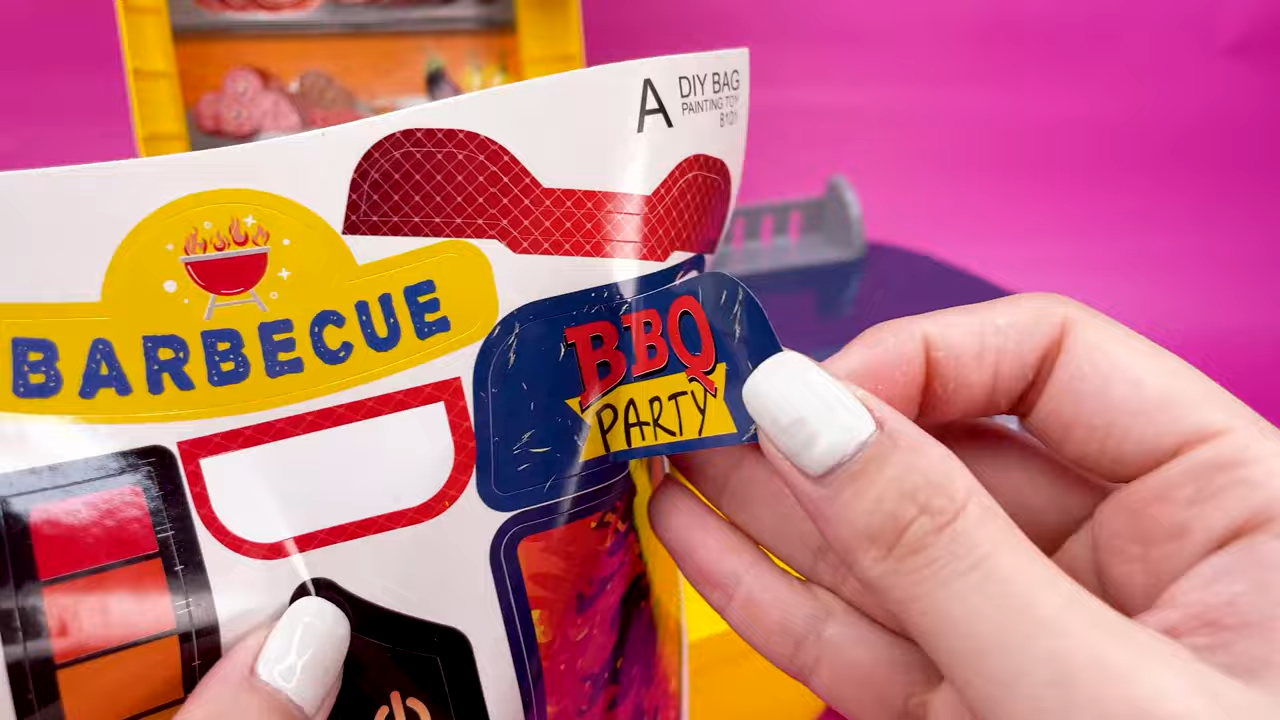 A
DIY BAG
PAINTING TOY
8101
BARBECUE
BBQ
PARTY